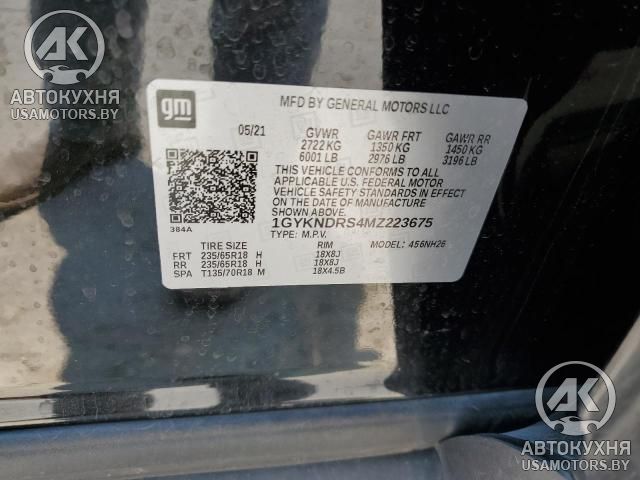 AK
АВТОКУХНЯ
USAMOTORS.BY
gm
MFD BY GENERAL MOTORS LLC
05/21 GVWR GAWR FRT GAWR RR
2722 KG 1350 KG 1450 KG
6001 LB 2976 LB 3196 LB
THIS VEHICLE CONFORMS TO ALL
APPLICABLE U.S. FEDERAL MOTOR
VEHICLE SAFETY STANDARDS IN EFFECT
ON THE DATE OF MANUFACTURE
SHOWN ABOVE.
384A
1GYKNDRS4MZ223675
TYPE: M.P.V. MODEL: 456NH26
TIRE SIZE RIM
FRT 235/65R18 H 18X8J
RR 235/65R18 H 18X8J
SPA T135/70R18 M 18X4.5B
AK
АВТОКУХНЯ
USAMOTORS.BY